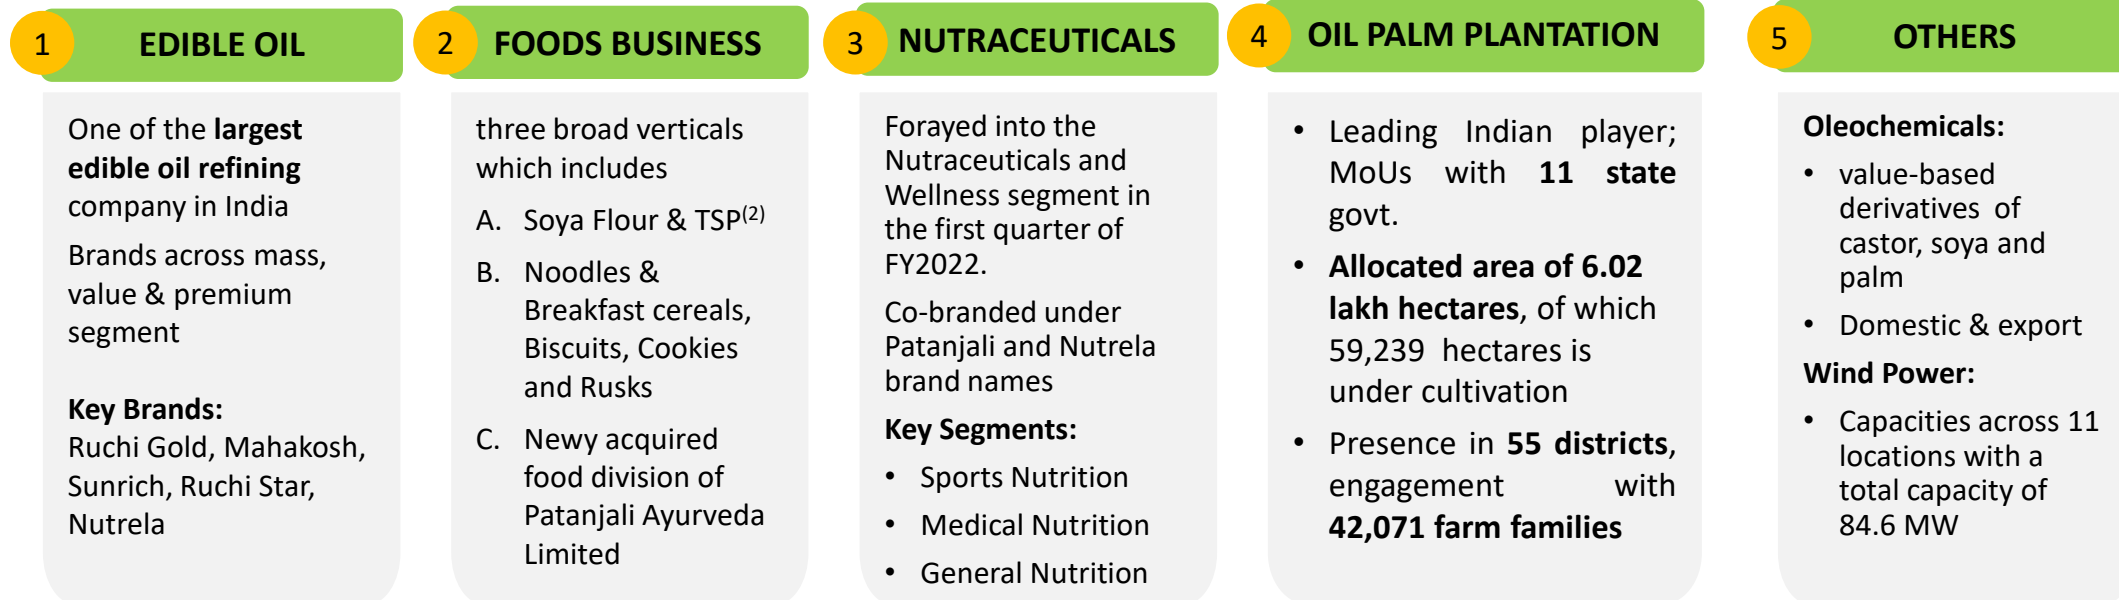 1
EDIBLE OIL
One of the largest
edible oil refining
company in India
Brands across mass,
value & premium
segment
Key Brands:
Ruchi Gold, Mahakosh,
Sunrich, Ruchi Star,
Nutrela
2
FOODS BUSINESS
three broad verticals
which includes
A. Soya Flour & TSP(2)
B. Noodles &
Breakfast cereals,
Biscuits, Cookies
and Rusks
C. Newy acquired
food division of
Patanjali Ayurveda
Limited
3
NUTRACEUTICALS
Forayed into the
Nutraceuticals and
Wellness segment in
the first quarter of
FY2022.
Co-branded under
Patanjali and Nutrela
brand names
Key Segments:
• Sports Nutrition
• Medical Nutrition
• General Nutrition
4
OIL PALM PLANTATION
• Leading Indian player;
MoUs with 11 state
govt.
• Allocated area of 6.02
lakh hectares, of which
59,239 hectares is
under cultivation
• Presence in 55 districts,
engagement with
42,071 farm families
5
OTHERS
Oleochemicals:
• value-based
derivatives of
castor, soya and
palm
• Domestic & export
Wind Power:
• Capacities across 11
locations with a
total capacity of
84.6 MW